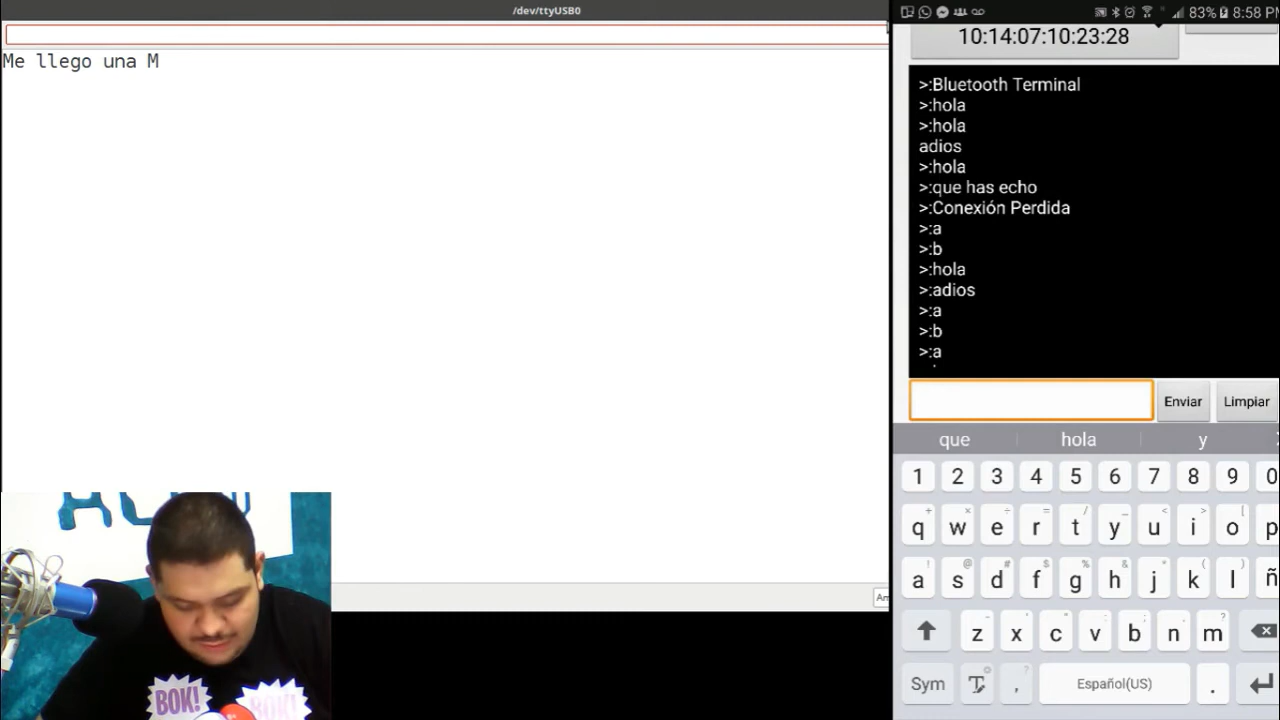 /dev/ttyUSB0
Me llego una M
83% 8:58 PM
10:14:07:10:23:28
>:Bluetooth Terminal
>:hola
>:hola
adios
>:hola
>:que has echo
>:Conexión Perdida
>:a
>:b
>:hola
>:adios
>:a
>:b
>:a
Enviar Limpiar
que hola y
1 2 3 4 5 6 7 8 9 0
q w e r t y u i o p
a s d f g h j k l ñ
z x c v b n m
Sym , Español(US) .
BOK! BOK!